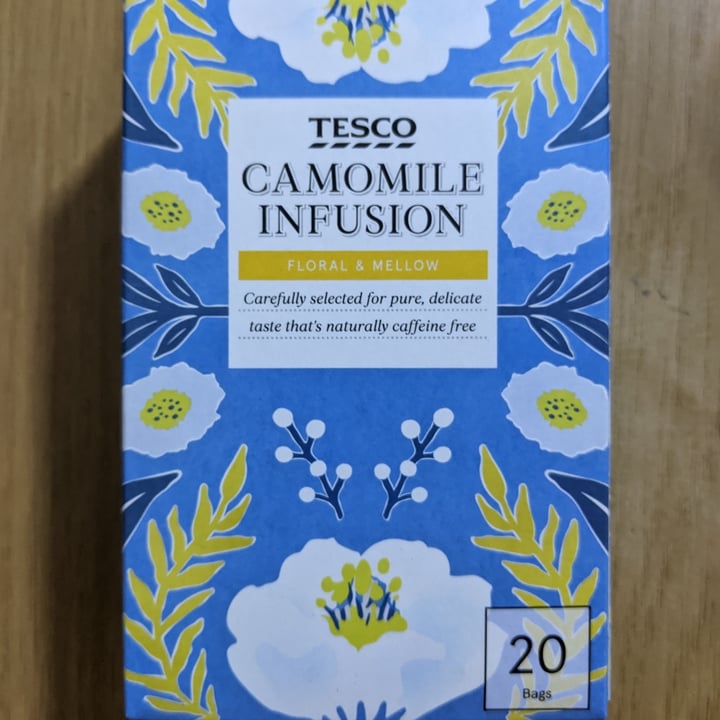 TESCO
CAMOMILE
INFUSION
FLORAL & MELLOW
Carefully selected for pure, delicate
taste that's naturally caffeine free
20
Bags